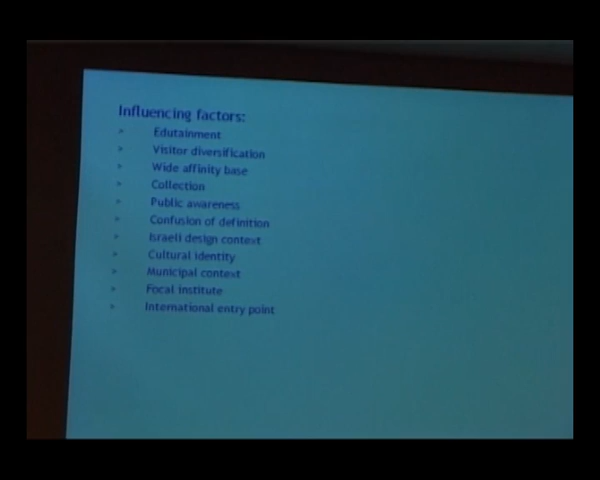 Influencing factors:
> Edutainment
> Visitor diversification
> Wide affinity base
> Collection
> Public awareness
> Confusion of definition
> Israeli design context
> Cultural identity
> Municipal context
> Focal institute
> International entry point